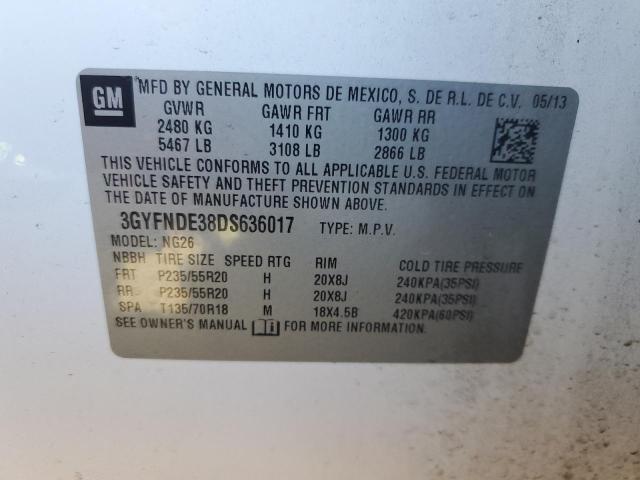 GM
MFD BY GENERAL MOTORS DE MEXICO, S. DE R.L. DE C.V. 05/13
GVWR GAWR FRT GAWR RR
2480 KG 1410 KG 1300 KG
5467 LB 3108 LB 2866 LB
THIS VEHICLE CONFORMS TO ALL APPLICABLE U.S. FEDERAL MOTOR
VEHICLE SAFETY AND THEFT PREVENTION STANDARDS IN EFFECT ON
THE DATE OF MANUFACTURE SHOWN ABOVE.
3GYFNDE38DS636017 TYPE: M.P.V.
MODEL: NG26
NBBH TIRE SIZE SPEED RTG RIM COLD TIRE PRESSURE
FRT P235/55R20 H 20X8J 240KPA(35PSI)
RR P235/55R20 H 20X8J 240KPA(35PSI)
SPA T135/70R18 M 18X4.5B 420KPA(60PSI)
SEE OWNER'S MANUAL FOR MORE INFORMATION.